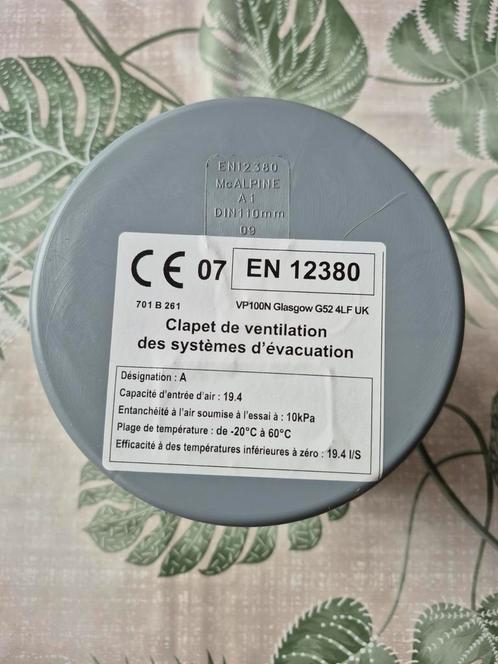 EN12380
McALPINE
A1
DIN110mm
09
CE 07 EN 12380
701 B 261 VP100N Glasgow G52 4LF UK
Clapet de ventilation
des systèmes d'évacuation
Désignation : A
Capacité d'entrée d'air : 19.4
Entanchéité à l'air soumise à l'essai à : 10kPa
Plage de température : de -20°C à 60°C
Efficacité à des températures inférieures à zéro : 19.4 l/S